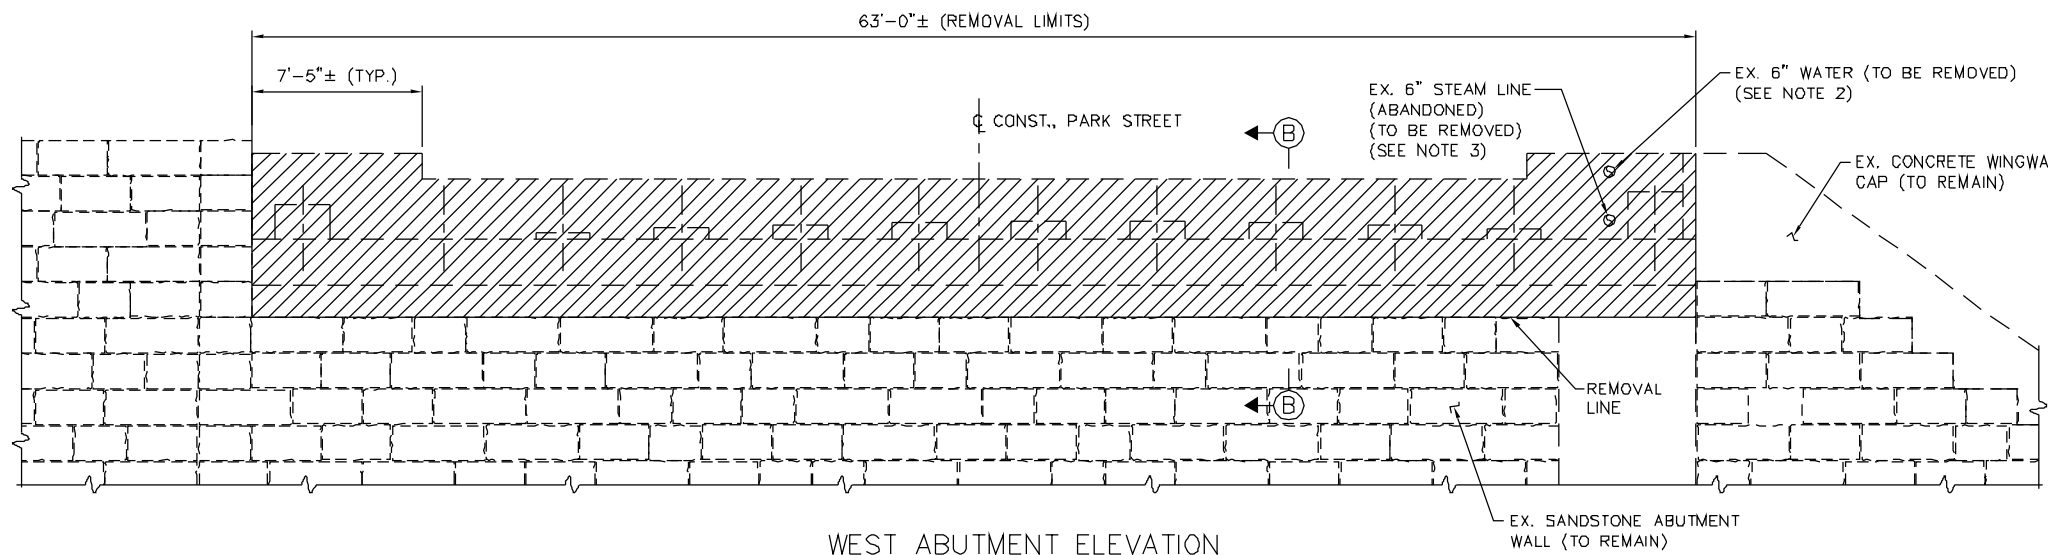 63'-0"± (REMOVAL LIMITS)
7'-5"± (TYP.)
℄ CONST., PARK STREET
B
EX. 6" STEAM LINE
(ABANDONED)
(TO BE REMOVED)
(SEE NOTE 3)
EX. 6" WATER (TO BE REMOVED)
(SEE NOTE 2)
EX. CONCRETE WINGWA
CAP (TO REMAIN)
REMOVAL
LINE
B
EX. SANDSTONE ABUTMENT
WALL (TO REMAIN)
WEST ABUTMENT ELEVATION